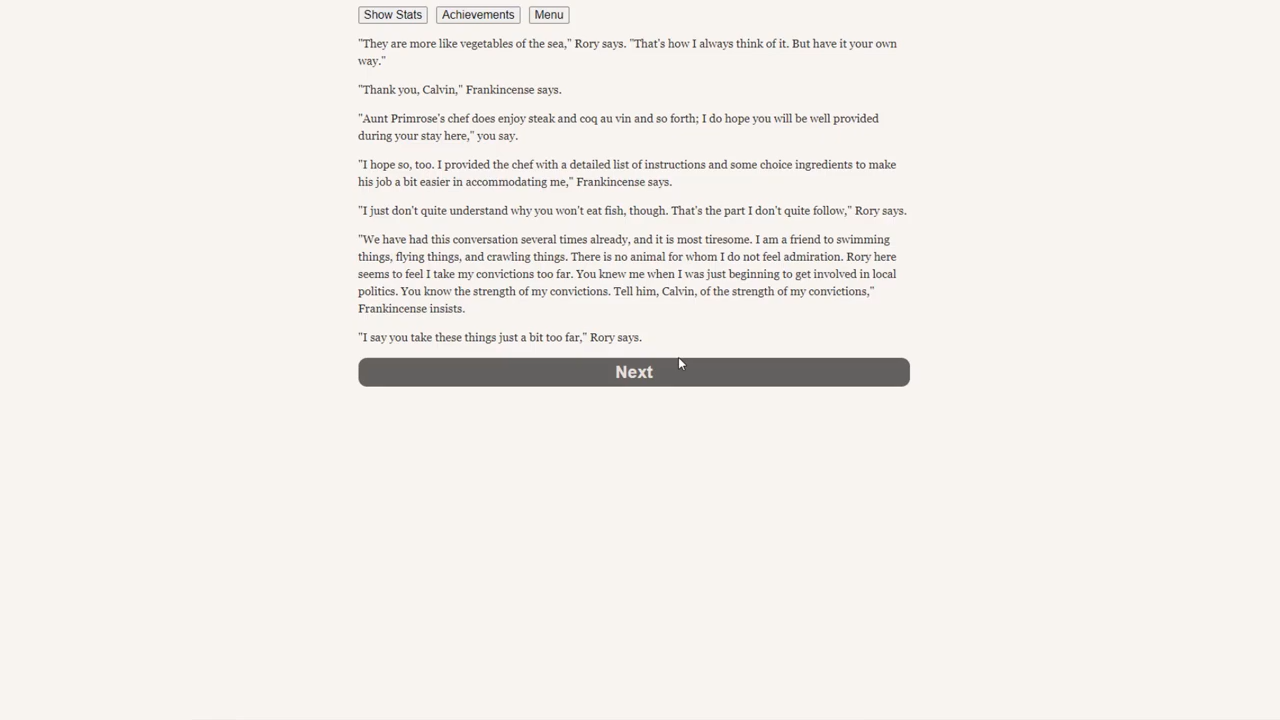 Show Stats Achievements Menu
"They are more like vegetables of the sea," Rory says. "That's how I always think of it. But have it your own
way."
"Thank you, Calvin," Frankincense says.
"Aunt Primrose's chef does enjoy steak and coq au vin and so forth; I do hope you will be well provided
during your stay here," you say.
"I hope so, too. I provided the chef with a detailed list of instructions and some choice ingredients to make
his job a bit easier in accommodating me," Frankincense says.
"I just don't quite understand why you won't eat fish, though. That's the part I don't quite follow," Rory says.
"We have had this conversation several times already, and it is most tiresome. I am a friend to swimming
things, flying things, and crawling things. There is no animal for whom I do not feel admiration. Rory here
seems to feel I take my convictions too far. You knew me when I was just beginning to get involved in local
politics. You know the strength of my convictions. Tell him, Calvin, of the strength of my convictions,"
Frankincense insists.
"I say you take these things just a bit too far," Rory says.
Next